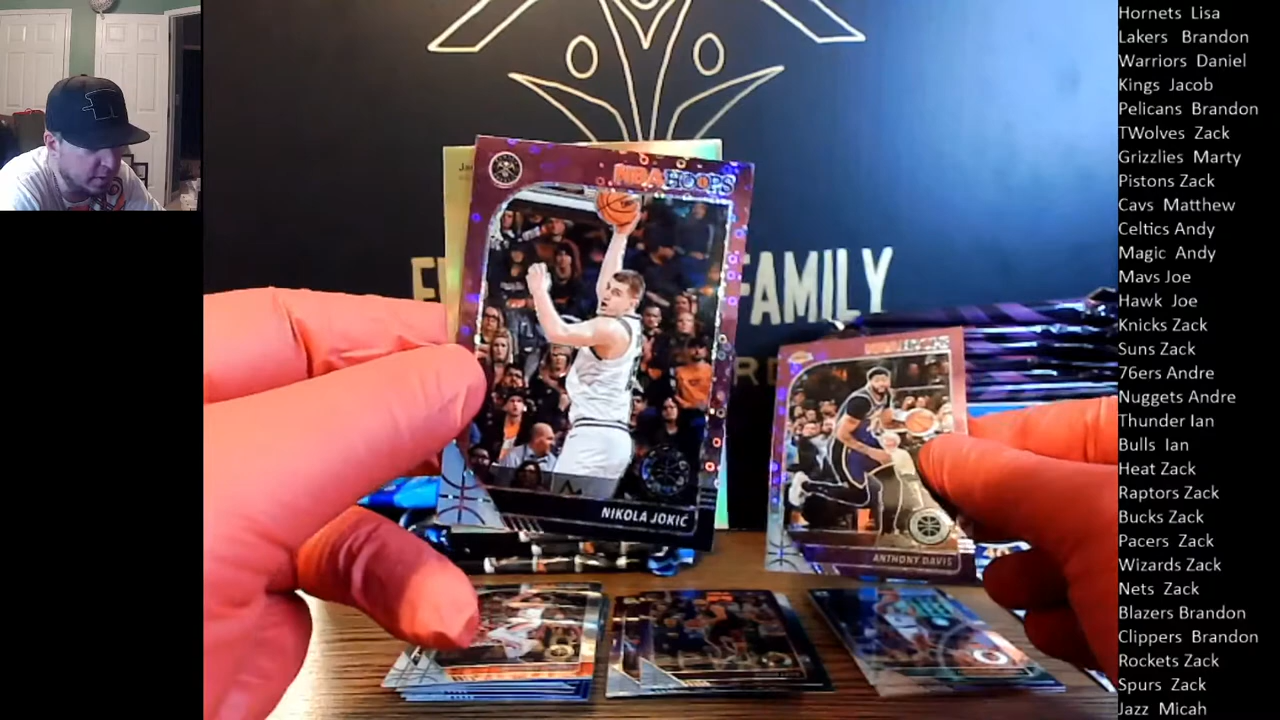 NBA HOOPS
NIKOLA JOKIĆ
FAMILY
NBA HOOPS
ANTHONY DAVIS
Hornets Lisa
Lakers Brandon
Warriors Daniel
Kings Jacob
Pelicans Brandon
TWolves Zack
Grizzlies Marty
Pistons Zack
Cavs Matthew
Celtics Andy
Magic Andy
Mavs Joe
Hawk Joe
Knicks Zack
Suns Zack
76ers Andre
Nuggets Andre
Thunder Ian
Bulls Ian
Heat Zack
Raptors Zack
Bucks Zack
Pacers Zack
Wizards Zack
Nets Zack
Blazers Brandon
Clippers Brandon
Rockets Zack
Spurs Zack
Jazz Micah